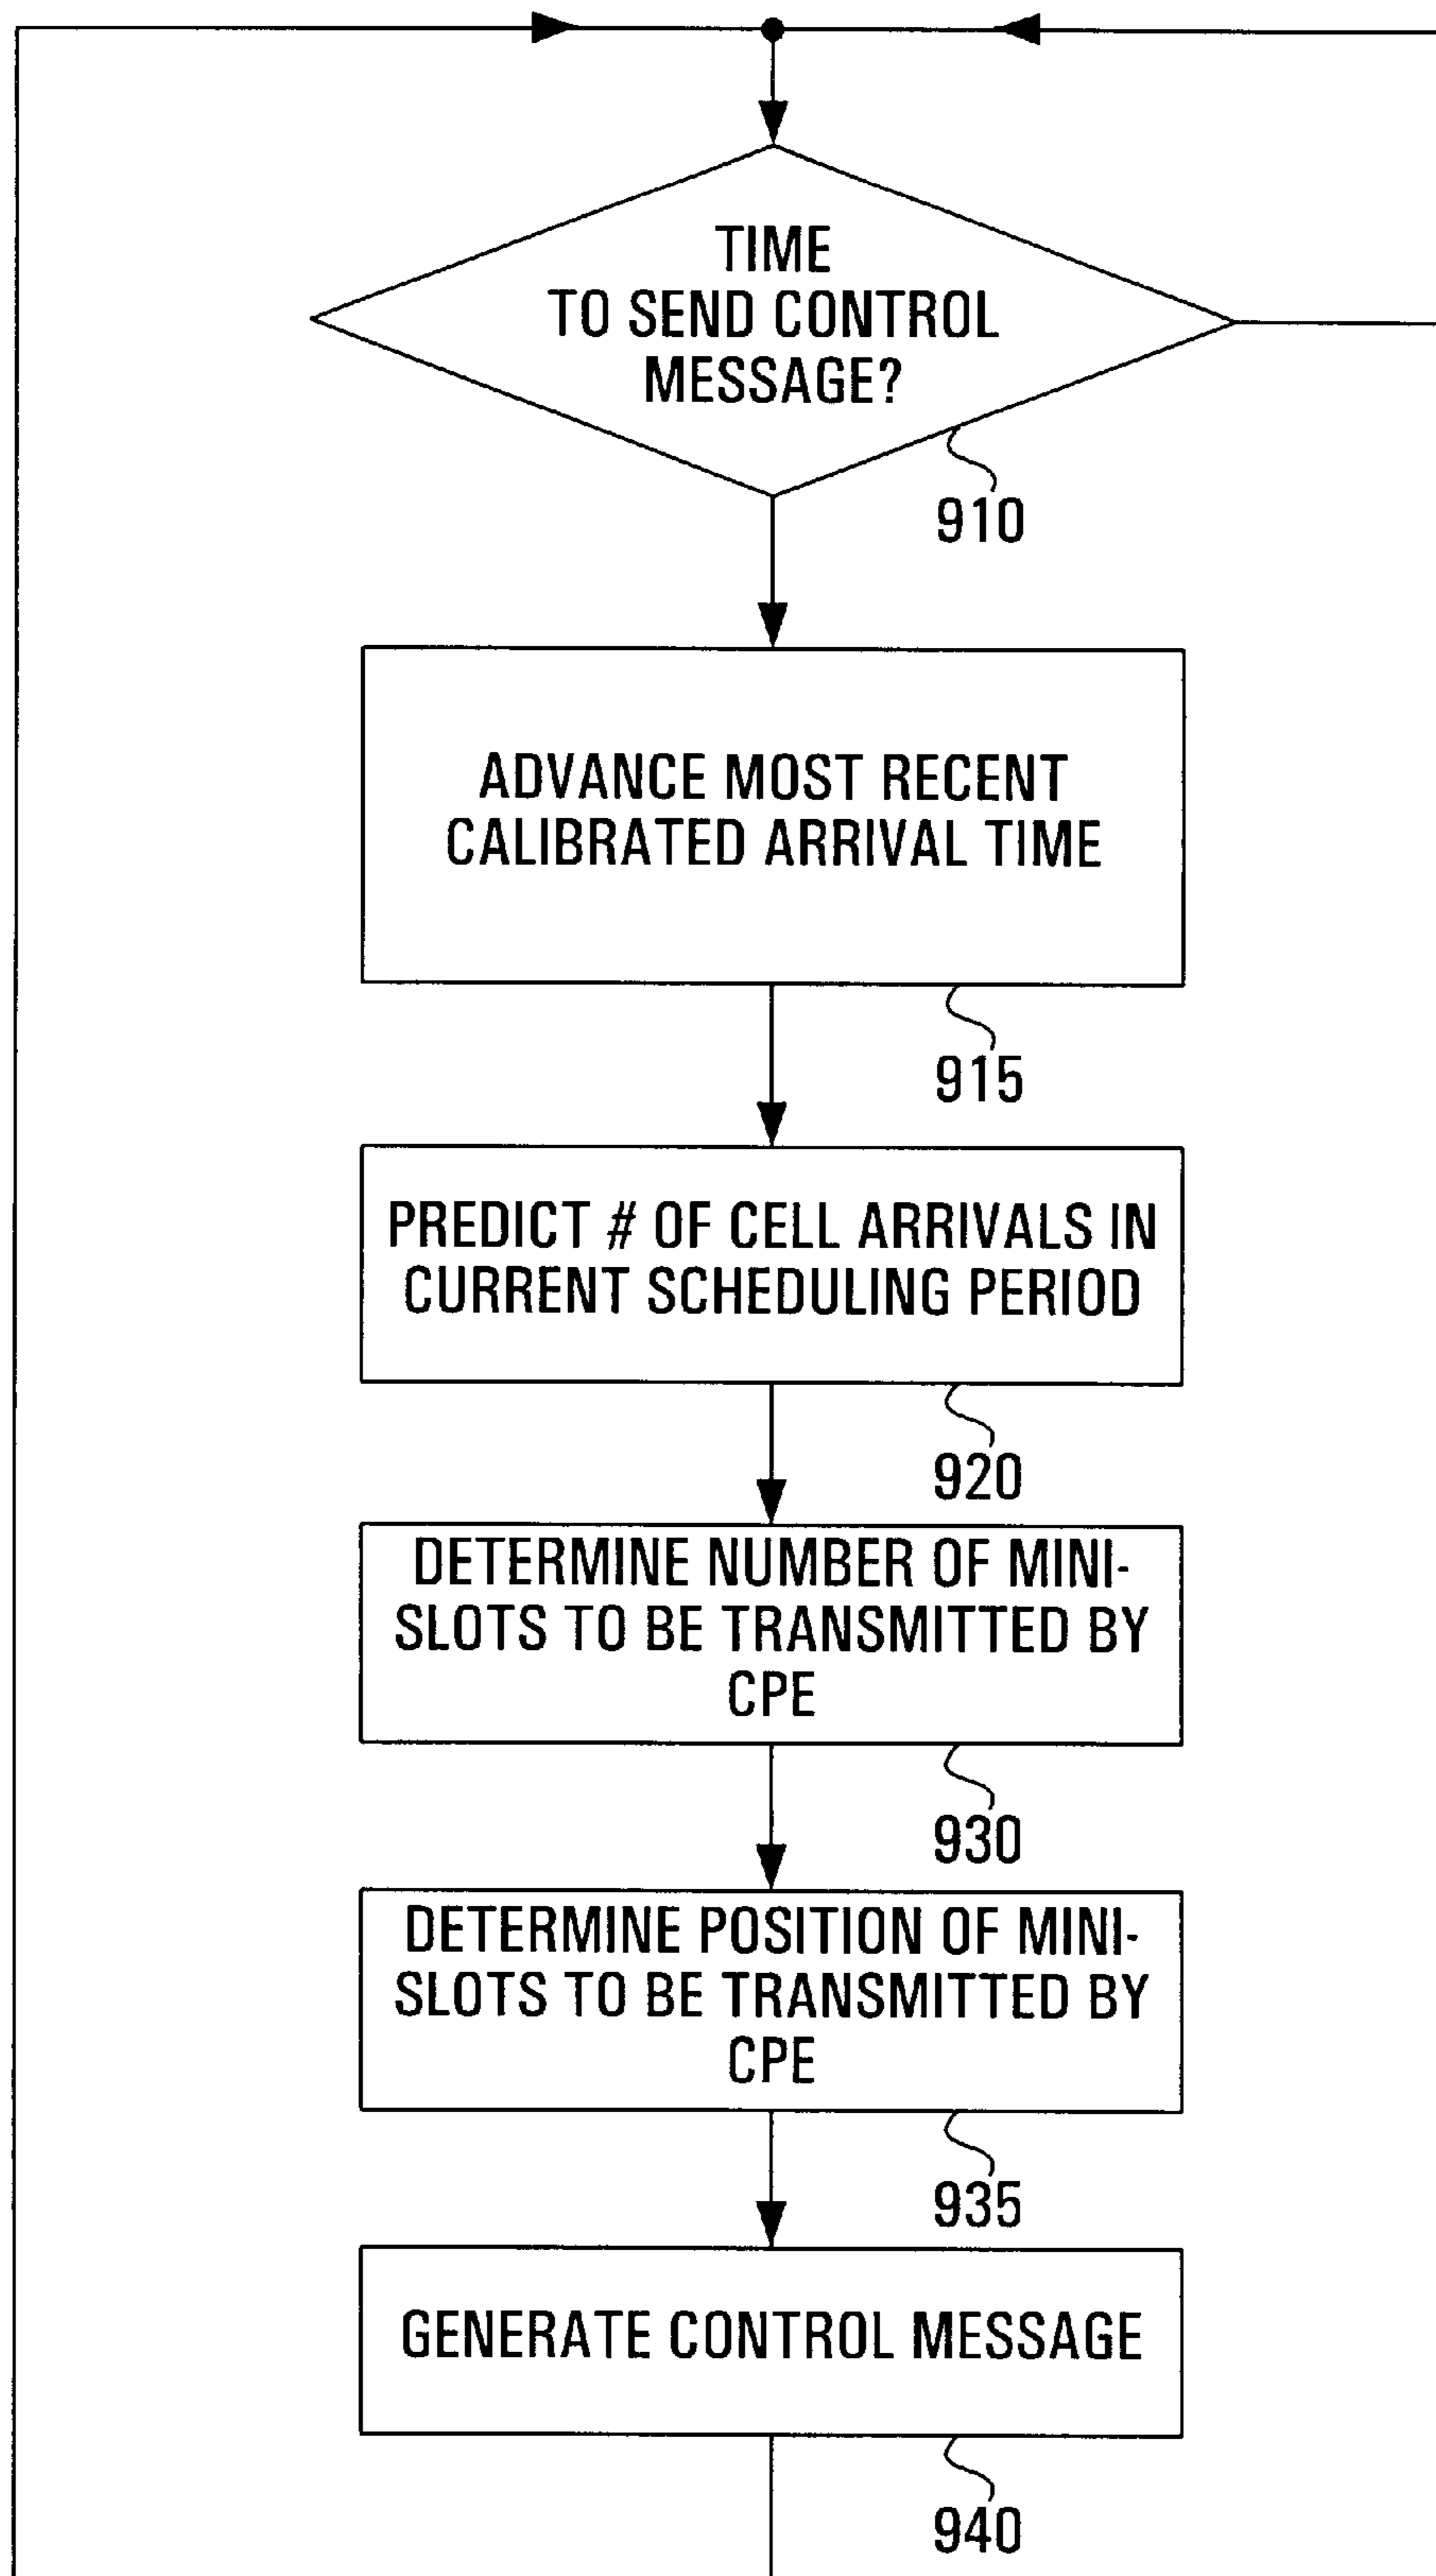 TIME
TO SEND CONTROL
MESSAGE?
910
ADVANCE MOST RECENT
CALIBRATED ARRIVAL TIME
915
PREDICT # OF CELL ARRIVALS IN
CURRENT SCHEDULING PERIOD
920
DETERMINE NUMBER OF MINI-
SLOTS TO BE TRANSMITTED BY
CPE
930
DETERMINE POSITION OF MINI-
SLOTS TO BE TRANSMITTED BY
CPE
935
GENERATE CONTROL MESSAGE
940